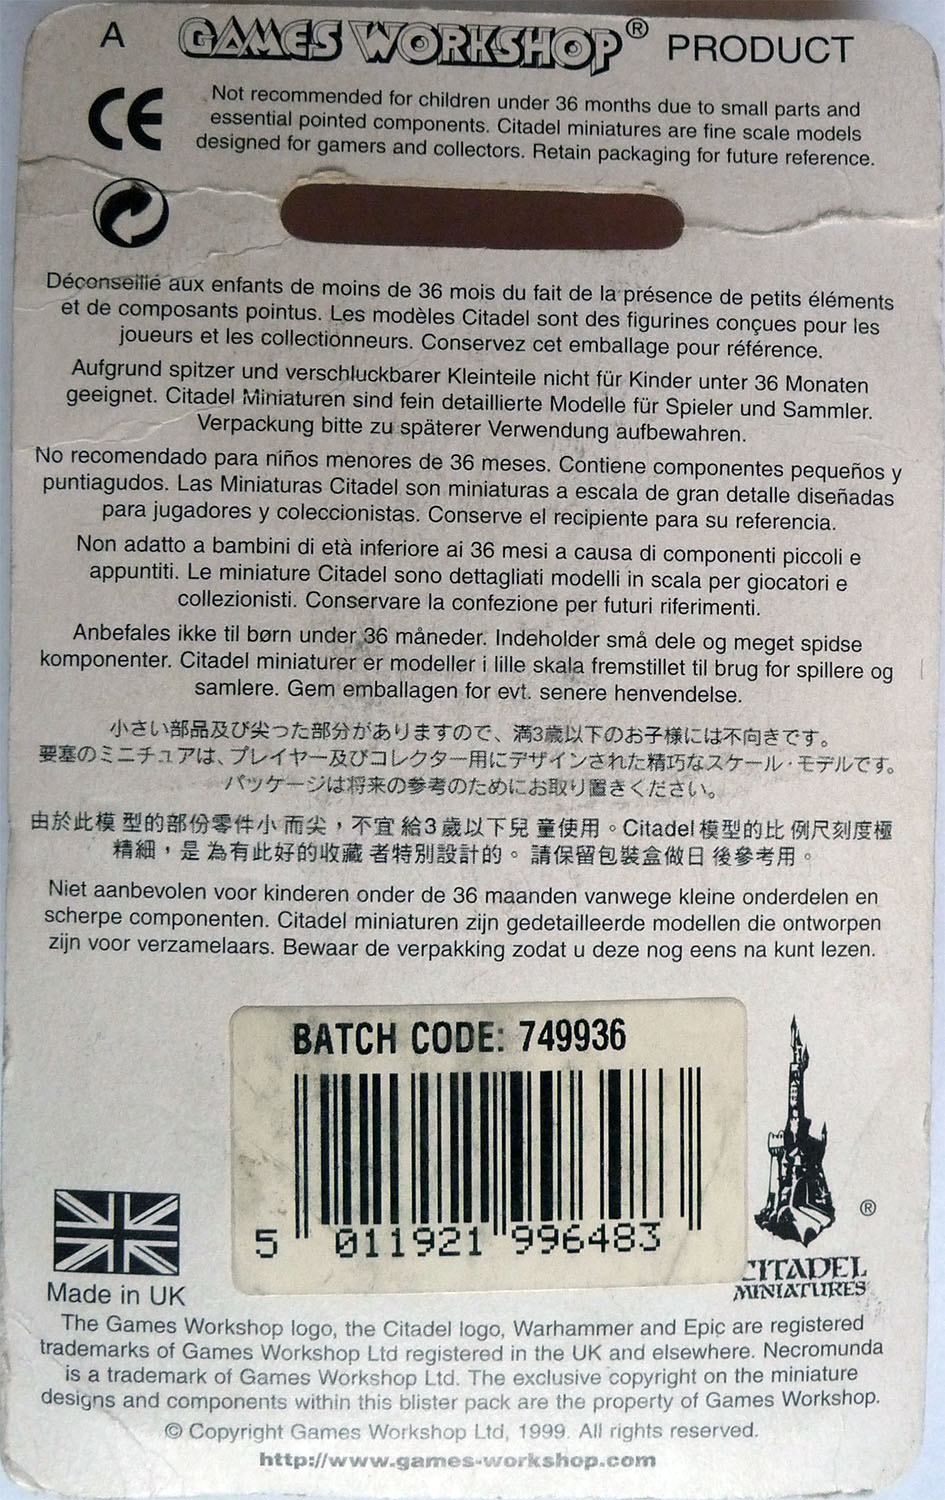 A GAMES WORKSHOP® PRODUCT
CE
Not recommended for children under 36 months due to small parts and
essential pointed components. Citadel miniatures are fine scale models
designed for gamers and collectors. Retain packaging for future reference.
Déconseillé aux enfants de moins de 36 mois du fait de la présence de petits éléments
et de composants pointus. Les modèles Citadel sont des figurines conçues pour les
joueurs et les collectionneurs. Conservez cet emballage pour référence.
Aufgrund spitzer und verschluckbarer Kleinteile nicht für Kinder unter 36 Monaten
geeignet. Citadel Miniaturen sind fein detaillierte Modelle für Spieler und Sammler.
Verpackung bitte zu späterer Verwendung aufbewahren.
No recomendado para niños menores de 36 meses. Contiene componentes pequeños y
puntiagudos. Las Miniaturas Citadel son miniaturas a escala de gran detalle diseñadas
para jugadores y coleccionistas. Conserve el recipiente para su referencia.
Non adatto a bambini di età inferiore ai 36 mesi a causa di componenti piccoli e
appuntiti. Le miniature Citadel sono dettagliati modelli in scala per giocatori e
collezionisti. Conservare la confezione per futuri riferimenti.
Anbefales ikke til børn under 36 måneder. Indeholder små dele og meget spidse
komponenter. Citadel miniaturer er modeller i lille skala fremstillet til brug for spillere og
samlere. Gem emballagen for evt. senere henvendelse.
小さい部品及び尖った部分がありますので、満3歳以下のお子様には不向きです。
要塞のミニチュアは、プレイヤー及びコレクター用にデザインされた精巧なスケール・モデルです。
パッケージは将来の参考のためにお取り置きください。
由於此模型的部份零件小而尖，不宜給3歲以下兒童使用。Citadel模型的比例尺刻度極
精細，是為有此好的收藏者特別設計的。請保留包裝盒做日後參考用。
Niet aanbevolen voor kinderen onder de 36 maanden vanwege kleine onderdelen en
scherpe componenten. Citadel miniaturen zijn gedetailleerde modellen die ontworpen
zijn voor verzamelaars. Bewaar de verpakking zodat u deze nog eens na kunt lezen.
BATCH CODE: 749936
5 011921 996483
®
CITADEL
MINIATURES
Made in UK
The Games Workshop logo, the Citadel logo, Warhammer and Epic are registered
trademarks of Games Workshop Ltd registered in the UK and elsewhere. Necromunda
is a trademark of Games Workshop Ltd. The exclusive copyright on the miniature
designs and components within this blister pack are the property of Games Workshop.
© Copyright Games Workshop Ltd, 1999. All rights reserved.
http://www.games-workshop.com